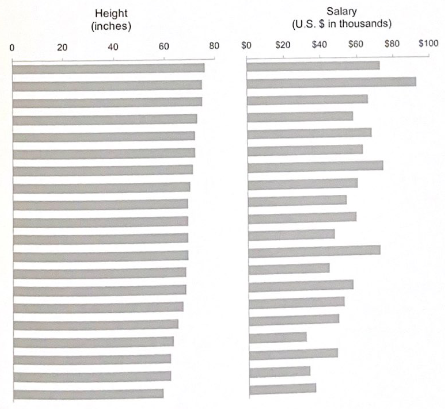 Height
(inches)
0 20 40 60 80
Salary
(U.S. $ in thousands)
$0 $20 $40 $60 $80 $100